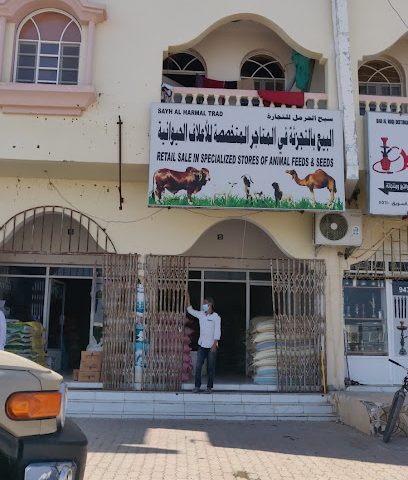 سيح الحرمل للتجارة
SAYH AL HARMAL TRAD
البيع بالتجزئة في المتاجر المتخصصة للأعلاف الحيوانية
RETAIL SALE IN SPECIALIZED STORES OF ANIMAL FEEDS & SEEDS